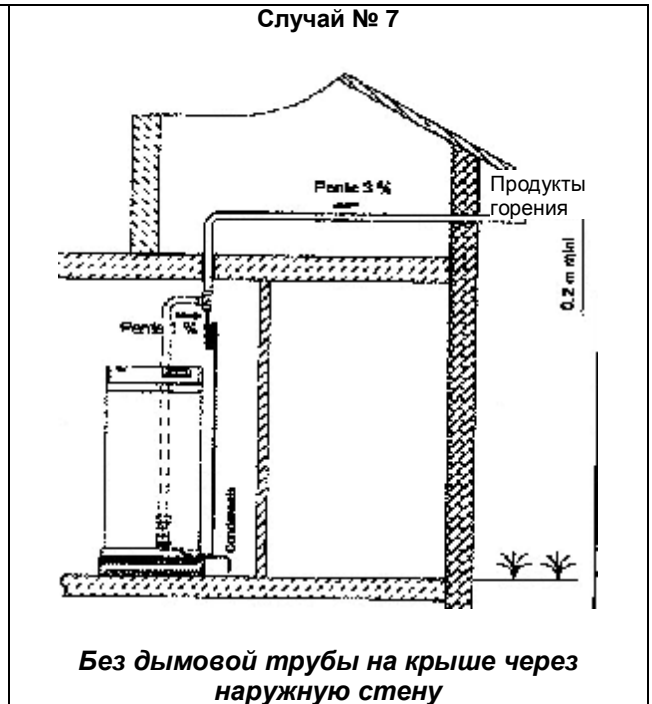 Случай № 7
Pente 3 %
Продукты
горения
0.2 m mini
Pente %
Condensats
Без дымовой трубы на крыше через
наружную стену